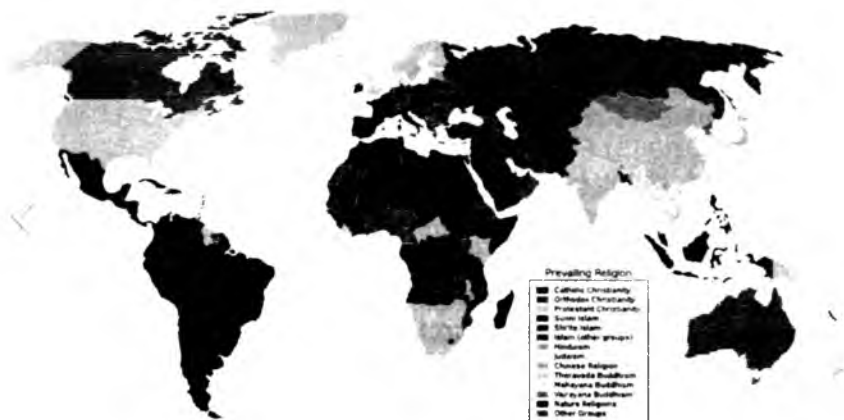 Prevailing Religion
Catholic Christianity
Orthodox Christianity
Protestant Christianity
Sunni Islam
Shi'ite Islam
Islam (other groups)
Hinduism
Judaism
Chinese Religion
Theravada Buddhism
Mahayana Buddhism
Vajrayana Buddhism
Nature Religions
Other Groups